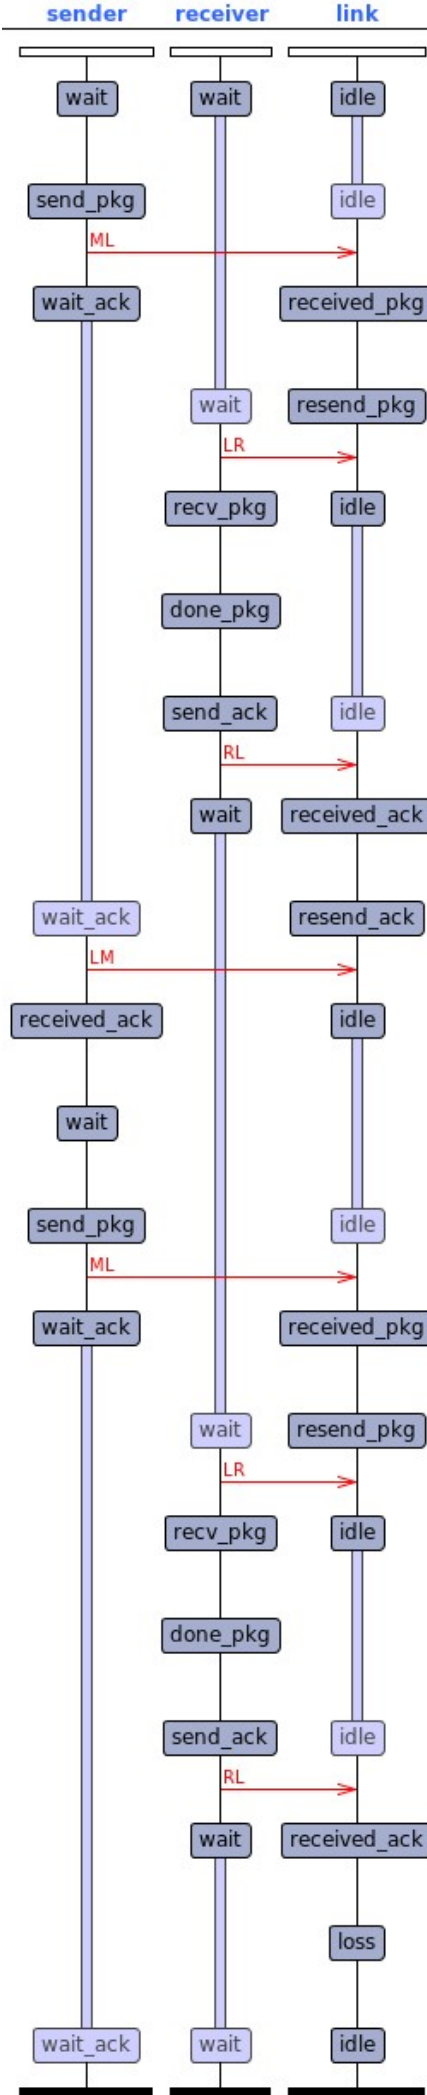 sender receiver link
wait wait idle
send_pkg idle
ML
wait_ack received_pkg
wait resend_pkg
LR
recv_pkg idle
done_pkg
send_ack idle
RL
wait received_ack
wait_ack resend_ack
LM
received_ack idle
wait
send_pkg idle
ML
wait_ack received_pkg
wait resend_pkg
LR
recv_pkg idle
done_pkg
send_ack idle
RL
wait received_ack
loss
wait_ack wait idle